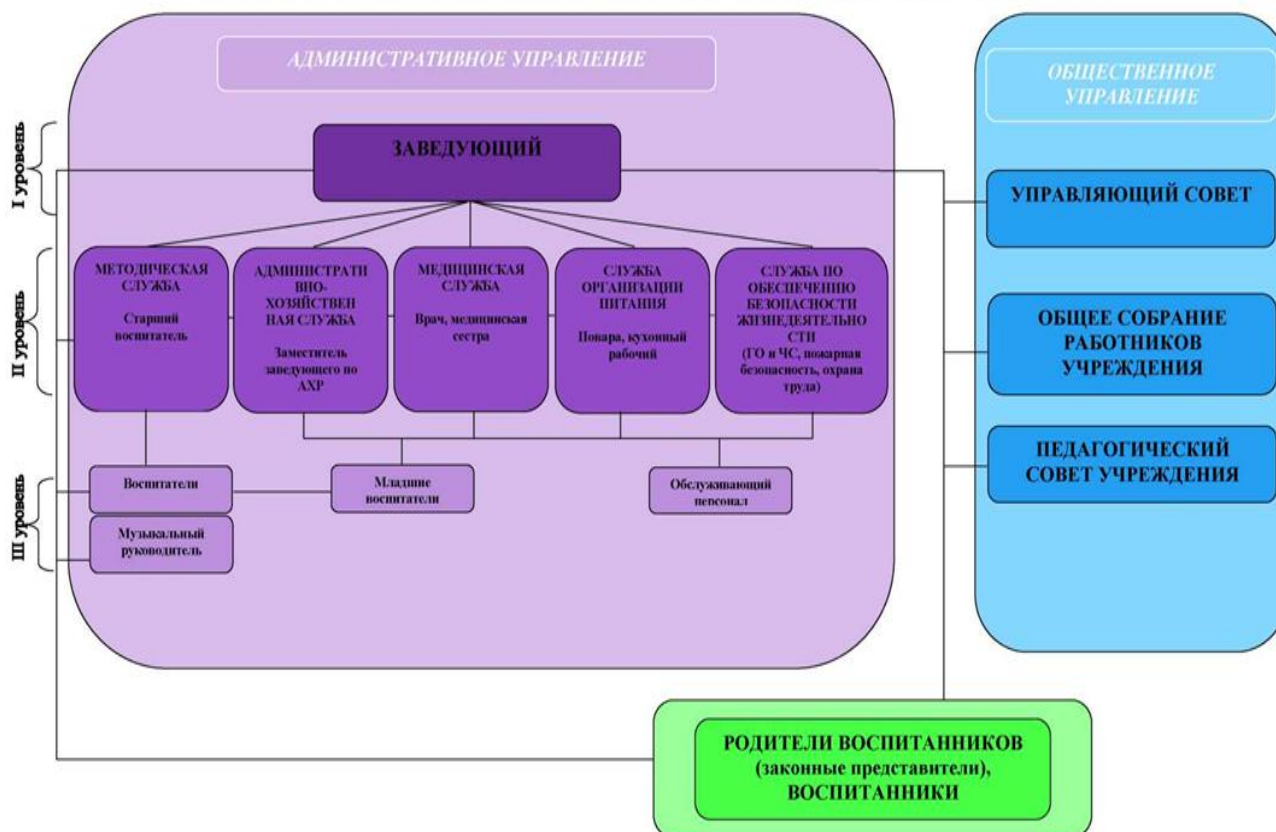 АДМИНИСТРАТИВНОЕ УПРАВЛЕНИЕ
ОБЩЕСТВЕННОЕ
УПРАВЛЕНИЕ
I уровень
ЗАВЕДУЮЩИЙ
УПРАВЛЯЮЩИЙ СОВЕТ
II уровень
МЕТОДИЧЕСКАЯ
СЛУЖБА
Старший
воспитатель
АДМИНИСТРАТИ
ВНО-
ХОЗЯЙСТВЕН
НАЯ СЛУЖБА
Заместитель
заведующего по
АХР
МЕДИЦИНСКАЯ
СЛУЖБА
Врач, медицинская
сестра
СЛУЖБА
ОРГАНИЗАЦИИ
ПИТАНИЯ
Повара, кухонный
рабочий
СЛУЖБА ПО
ОБЕСПЕЧЕНИЮ
БЕЗОПАСНОСТИ
ЖИЗНЕДЕЯТЕЛЬНО
СТИ
(ГО и ЧС, пожарная
безопасность, охрана
труда)
ОБЩЕЕ СОБРАНИЕ
РАБОТНИКОВ
УЧРЕЖДЕНИЯ
ПЕДАГОГИЧЕСКИЙ
СОВЕТ УЧРЕЖДЕНИЯ
III уровень
Воспитатели
Младшие
воспитатели
Обслуживающий
персонал
Музыкальный
руководитель
РОДИТЕЛИ ВОСПИТАННИКОВ
(законные представители),
ВОСПИТАННИКИ